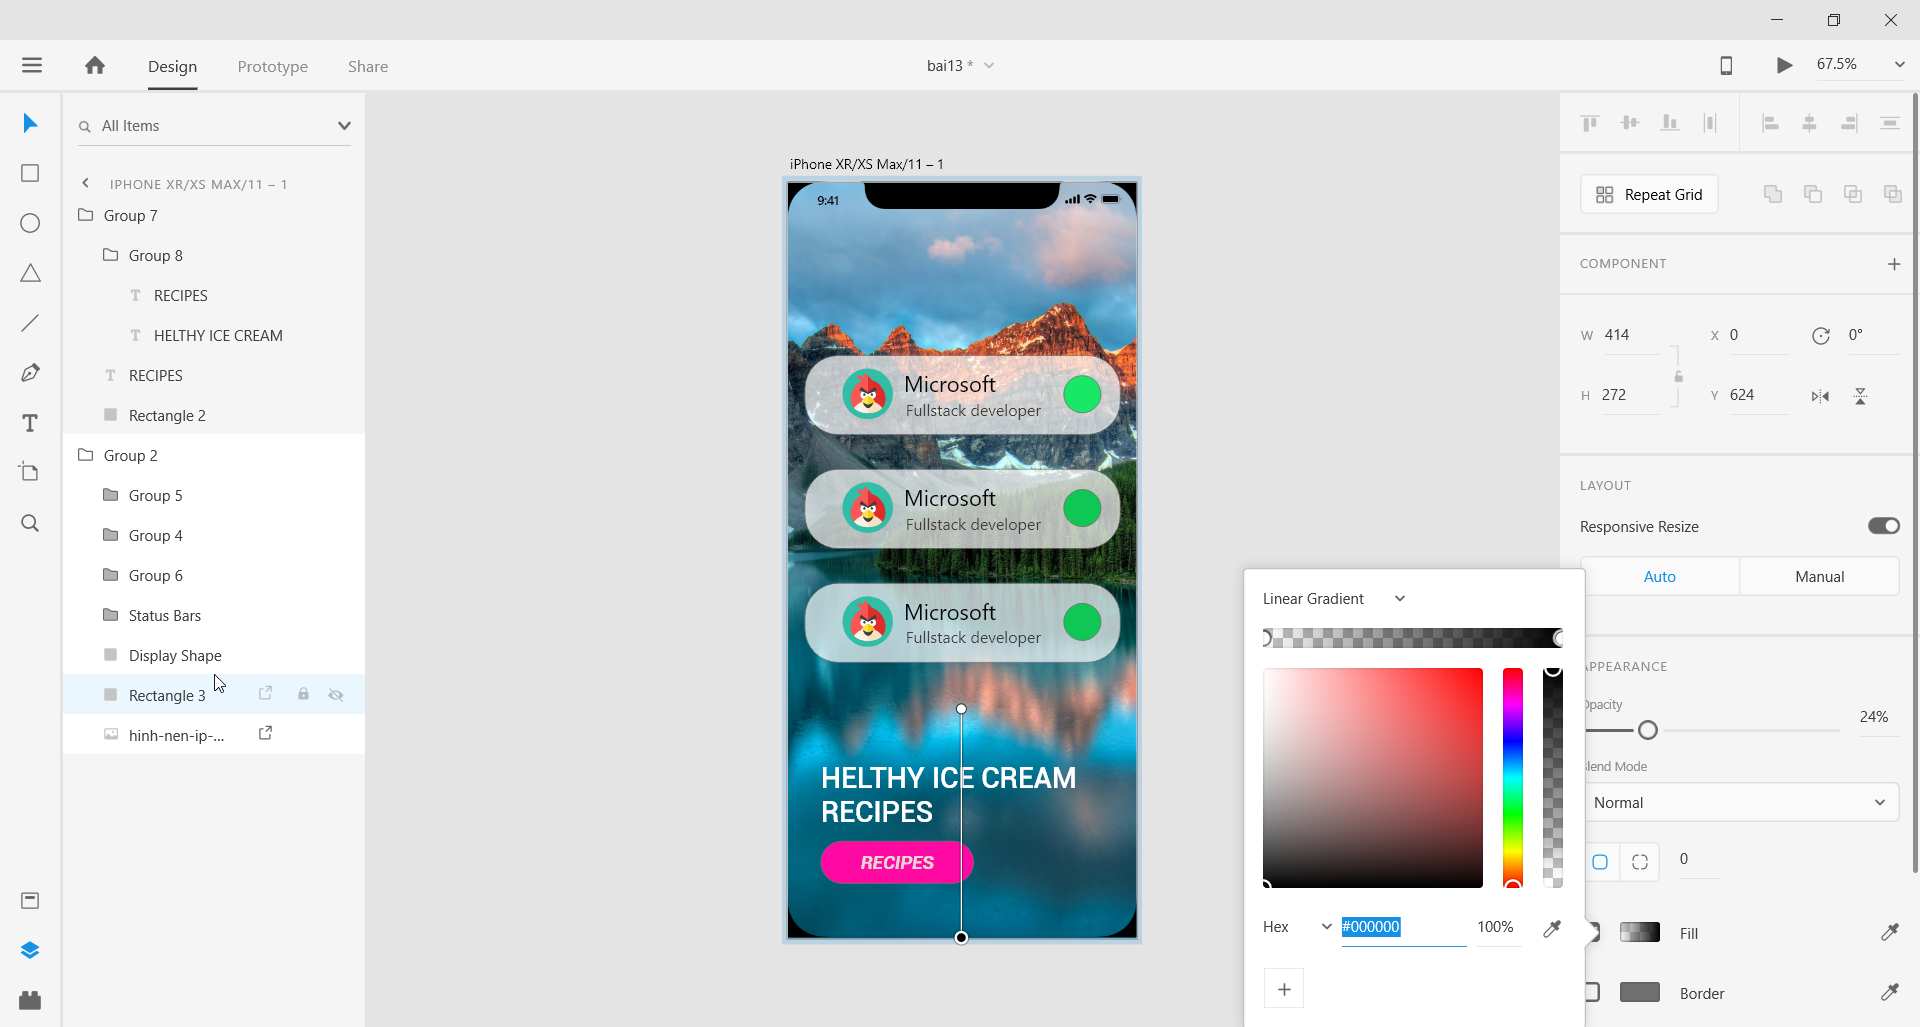 Design
Prototype
Share
bai13 *
67.5%
All Items
IPHONE XR/XS MAX/11 – 1
Group 7
Group 8
T RECIPES
T HELTHY ICE CREAM
T RECIPES
Rectangle 2
Group 2
Group 5
Group 4
Group 6
Status Bars
Display Shape
Rectangle 3
hinh-nen-ip-...
T
iPhone XR/XS Max/11 – 1
9:41
Microsoft
Fullstack developer
Microsoft
Fullstack developer
Microsoft
Fullstack developer
HELTHY ICE CREAM
RECIPES
RECIPES
Linear Gradient
Hex
#000000
100%
+
Repeat Grid
COMPONENT
+
W 414
X 0
0°
H 272
Y 624
LAYOUT
Responsive Resize
Auto
Manual
PPEARANCE
pacity
24%
lend Mode
Normal
0
Fill
Border